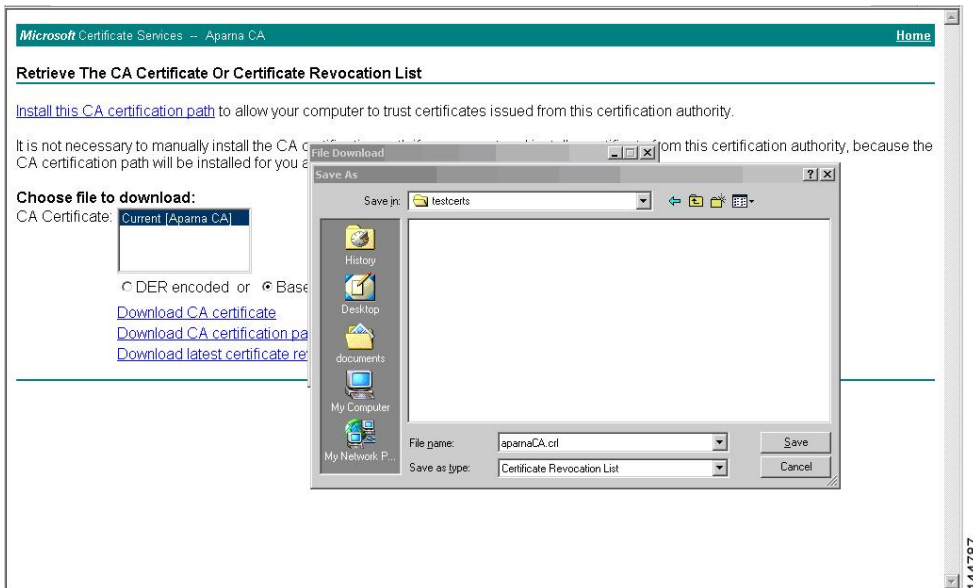 Microsoft Certificate Services -- Aparna CA Home
Retrieve The CA Certificate Or Certificate Revocation List
Install this CA certification path to allow your computer to trust certificates issued from this certification authority.
It is not necessary to manually install the CA om this certification authority, because the
CA certification path will be installed for you a
Choose file to download:
CA Certificate: Current [Aparna CA]
DER encoded or Base
Download CA certificate
Download CA certification pa
Download latest certificate re
File Download
Save As
Save in: testcerts
History
Desktop
documents
My Computer
My Network P...
File name: aparnaCA.crl Save
Save as type: Certificate Revocation List Cancel